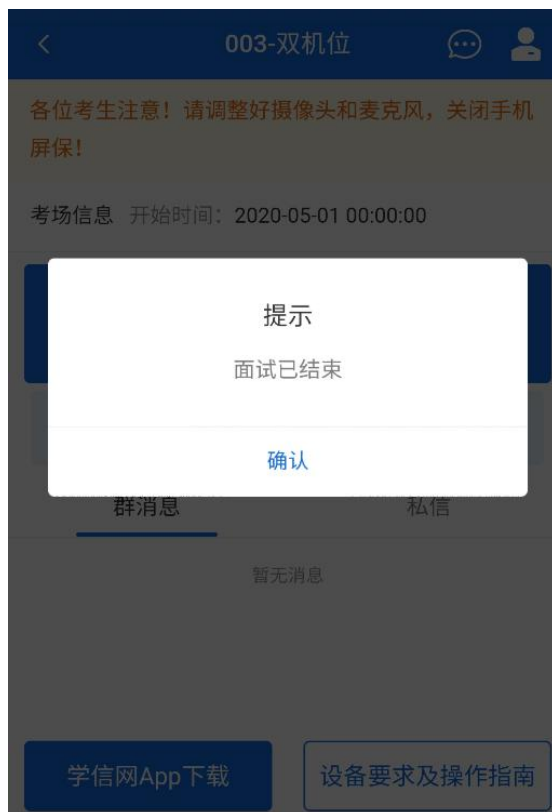 003-双机位
各位考生注意！请调整好摄像头和麦克风，关闭手机
屏保！
考场信息 开始时间：2020-05-01 00:00:00
提示
面试已结束
确认
群消息 私信
暂无消息
学信网App下载 设备要求及操作指南